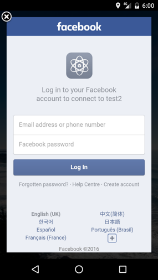 6:00
facebook
Log in to your Facebook
account to connect to test2
Email address or phone number
Facebook password
Log In
Forgotten password? · Help Centre · Create account
English (UK)
中文(简体)
한국어
日本語
Español
Português (Brasil)
Français (France)
Facebook ©2016